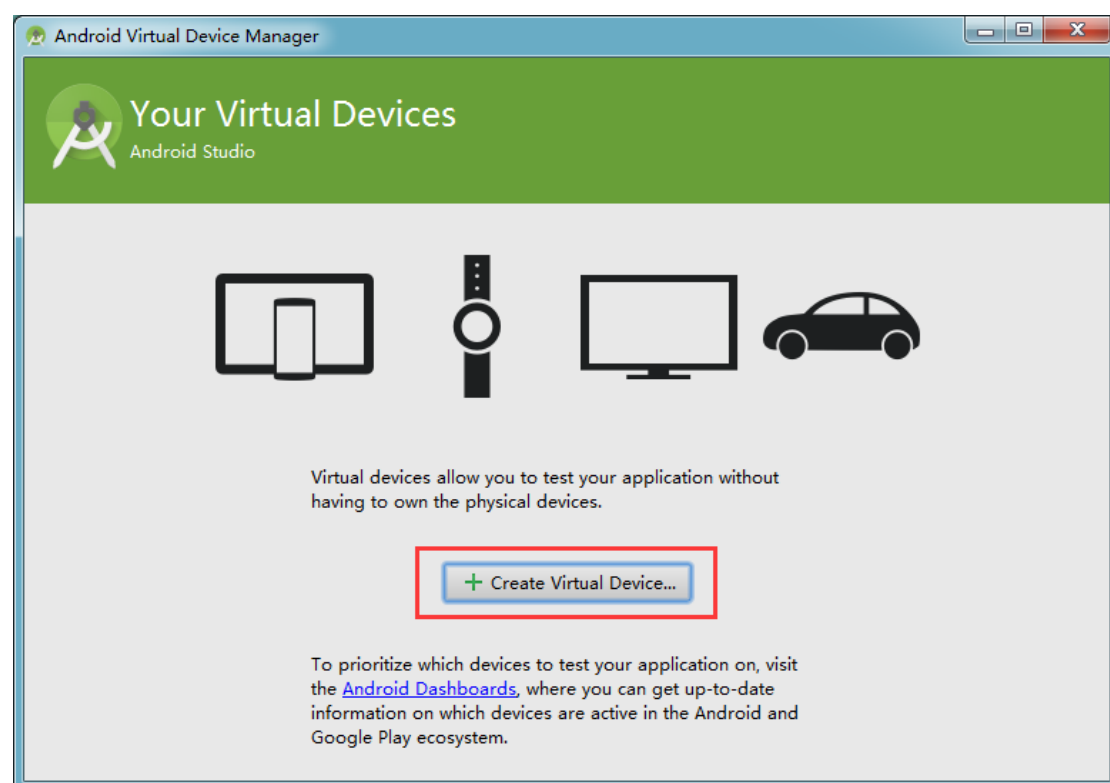 Android Virtual Device Manager
Your Virtual Devices
Android Studio
Virtual devices allow you to test your application without
having to own the physical devices.
+ Create Virtual Device...
To prioritize which devices to test your application on, visit
the Android Dashboards, where you can get up-to-date
information on which devices are active in the Android and
Google Play ecosystem.